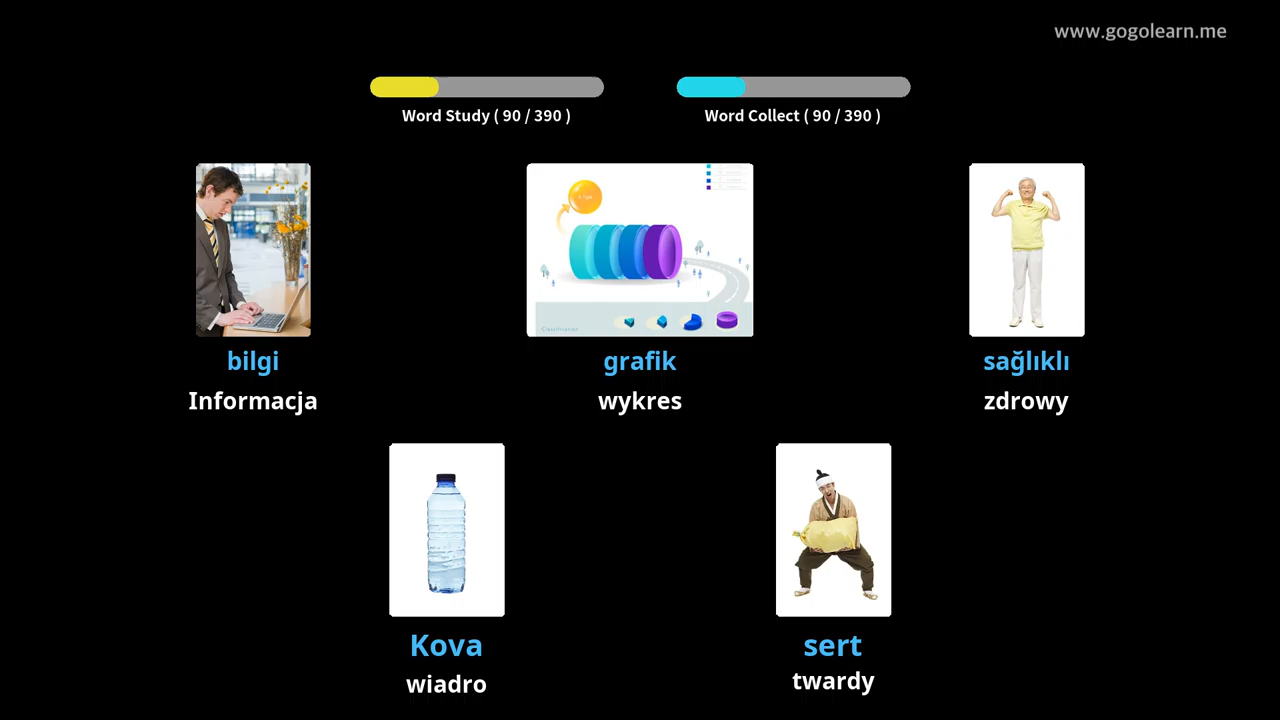 www.gogolearn.me
Word Study ( 90 / 390 )
Word Collect ( 90 / 390 )
Classification
bilgi
grafik
sağlıklı
Informacja
wykres
zdrowy
Kova
sert
wiadro
twardy